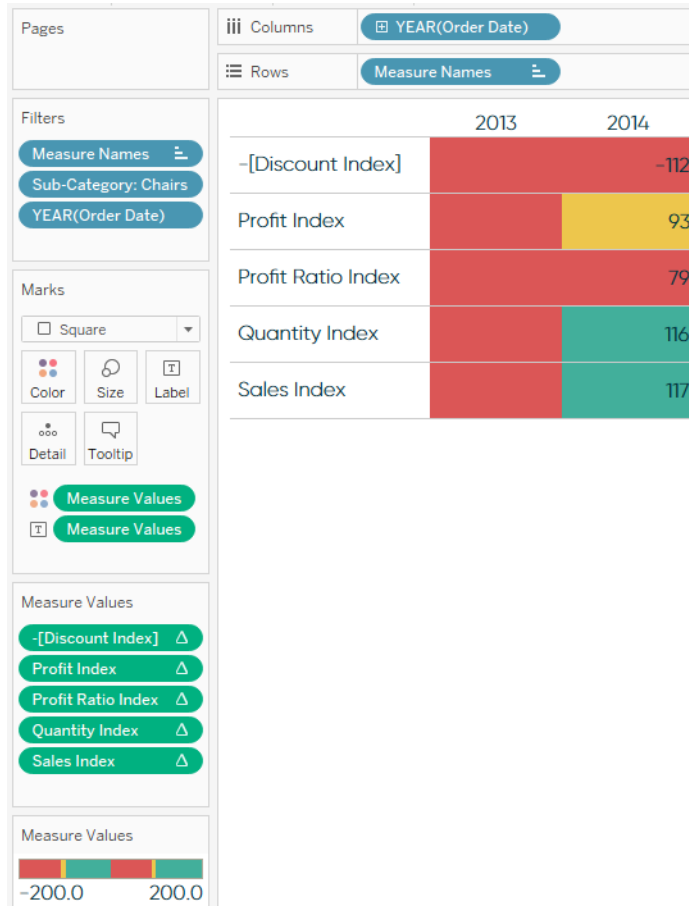 Pages
Columns
YEAR(Order Date)
Rows
Measure Names
Filters
Measure Names
Sub-Category: Chairs
YEAR(Order Date)
2013 2014
-[Discount Index] -112
Profit Index 93
Profit Ratio Index 79
Quantity Index 116
Sales Index 117
Marks
Square
Color Size Label
Detail Tooltip
Measure Values
T Measure Values
Measure Values
-[Discount Index] Δ
Profit Index Δ
Profit Ratio Index Δ
Quantity Index Δ
Sales Index Δ
Measure Values
-200.0 200.0